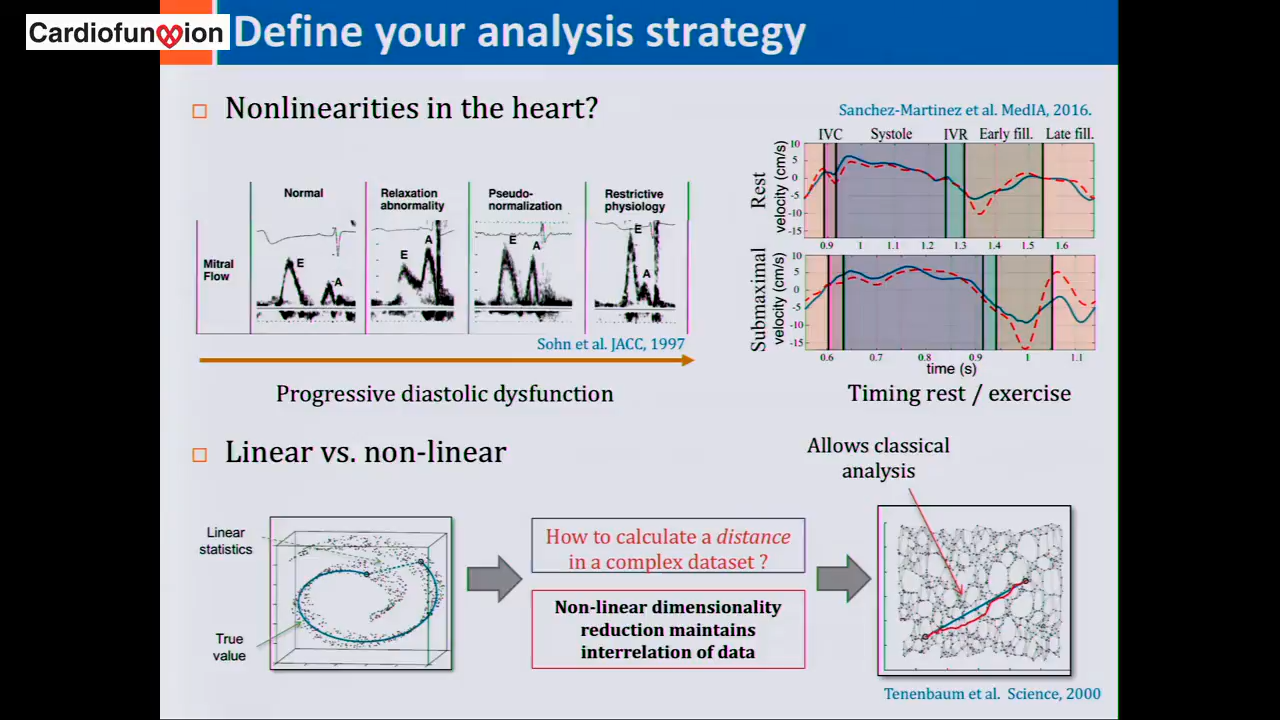 Cardiofunxion
Define your analysis strategy
Nonlinearities in the heart?
Normal
Relaxation
abnormality
Pseudo-
normalization
Restrictive
physiology
Mitral
Flow
E
A
E
A
E
A
E
A
Sohn et al. JACC, 1997
Progressive diastolic dysfunction
Sanchez-Martinez et al. MedIA, 2016.
IVC Systole IVR Early fill. Late fill.
Rest
velocity (cm/s)
10
5
0
-5
-10
-15
0.9 1 1.1 1.2 1.3 1.4 1.5 1.6
Submaximal
velocity (cm/s)
10
5
0
-5
-10
-15
0.6 0.7 0.8 0.9 1 1.1
time (s)
Timing rest / exercise
Linear vs. non-linear
Linear
statistics
True
value
How to calculate a distance
in a complex dataset ?
Non-linear dimensionality
reduction maintains
interrelation of data
Allows classical
analysis
Tenenbaum et al. Science, 2000